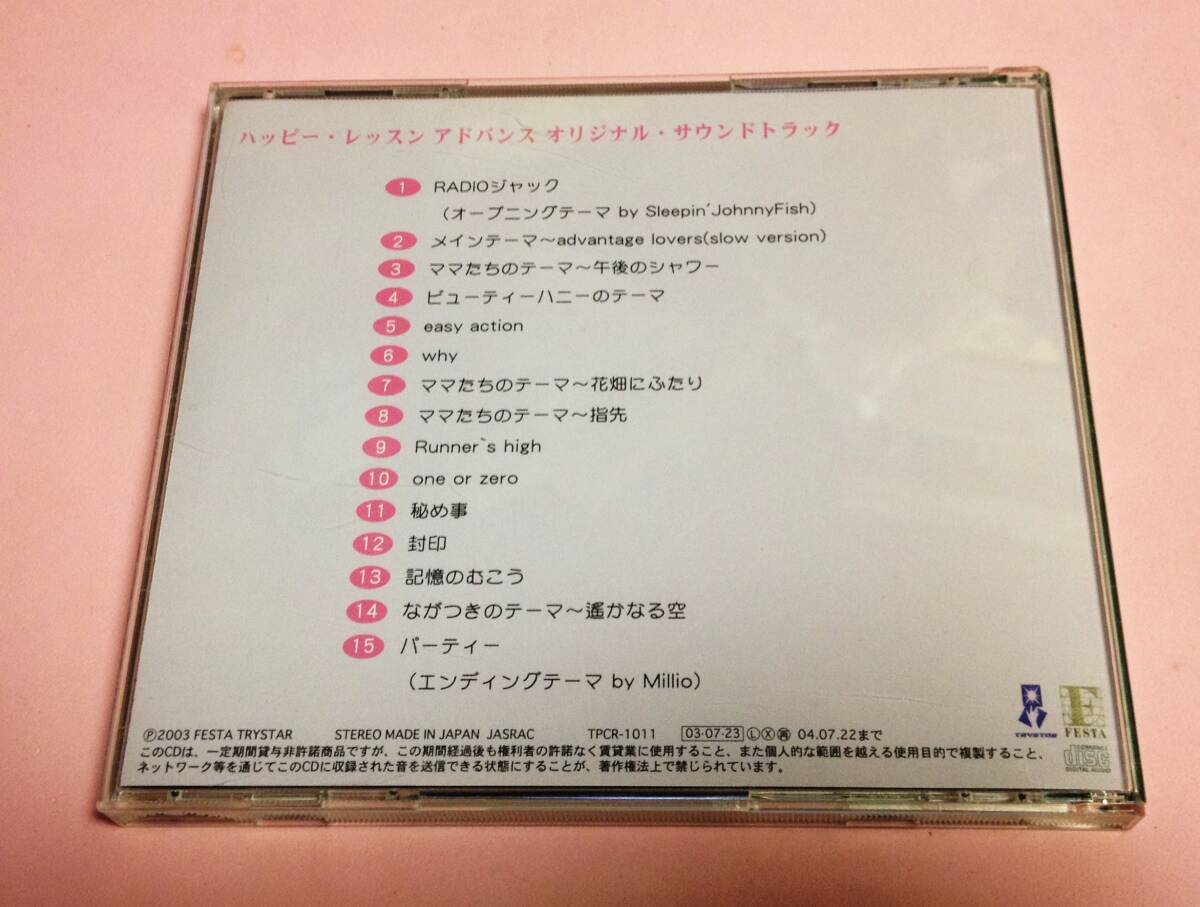 ハッピー・レッスン アドバンス オリジナル・サウンドトラック
1 RADIOジャック
（オープニングテーマ by Sleepin'JohnnyFish）
2 メインテーマ〜advantage lovers(slow version)
3 ママたちのテーマ〜午後のシャワー
4 ビューティーハニーのテーマ
5 easy action
6 why
7 ママたちのテーマ〜花畑にふたり
8 ママたちのテーマ〜指先
9 Runner`s high
10 one or zero
11 秘め事
12 封印
13 記憶のむこう
14 ながつきのテーマ〜遙かなる空
15 パーティー
（エンディングテーマ by Millio）
TRYSTAR
E FESTA
Ⓟ2003 FESTA TRYSTAR STEREO MADE IN JAPAN JASRAC TPCR-1011 03・07・23 Ⓛ Ⓧ 再 04.07.22まで
このCDは、一定期間貸与非許諾商品ですが、この期間経過後も権利者の許諾なく賃貸業に使用すること、また個人的な範囲を越える使用目的で複製すること、
ネットワーク等を通じてこのCDに収録された音を送信できる状態にすることが、著作権法上で禁じられています。
COMPACT disc DIGITAL AUDIO